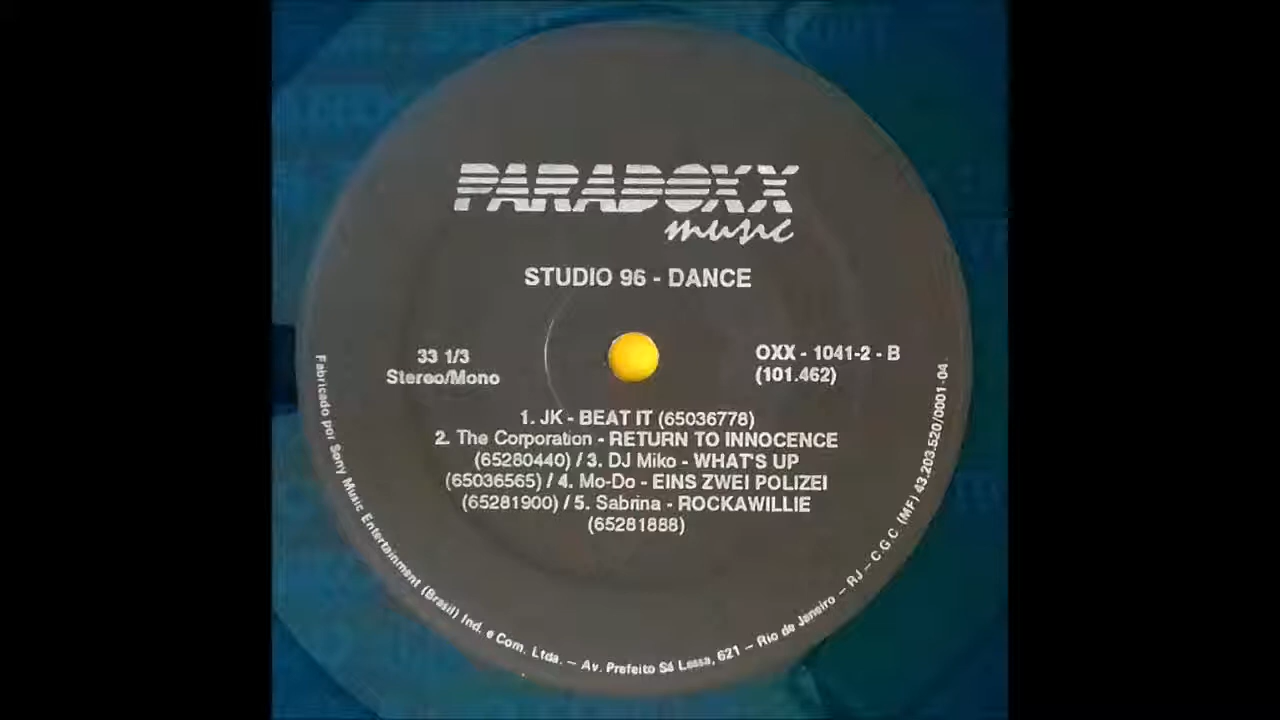 PARADOXX
music
STUDIO 96 - DANCE
33 1/3
Stereo/Mono
OXX - 1041-2 - B
(101.462)
1. JK - BEAT IT (65036778)
2. The Corporation - RETURN TO INNOCENCE
(65280440) / 3. DJ Miko - WHAT'S UP
(65036565) / 4. Mo-Do - EINS ZWEI POLIZEI
(65281900) / 5. Sabrina - ROCKAWILLIE
(65281888)
Fabricado por Sony Music Entertainment (Brasil) Ind. e Com. Ltda. – Av. Prefeito Sá Lessa, 621 – Rio de Janeiro – RJ – C.G.C. (MF) 43.203.520/0001-04.